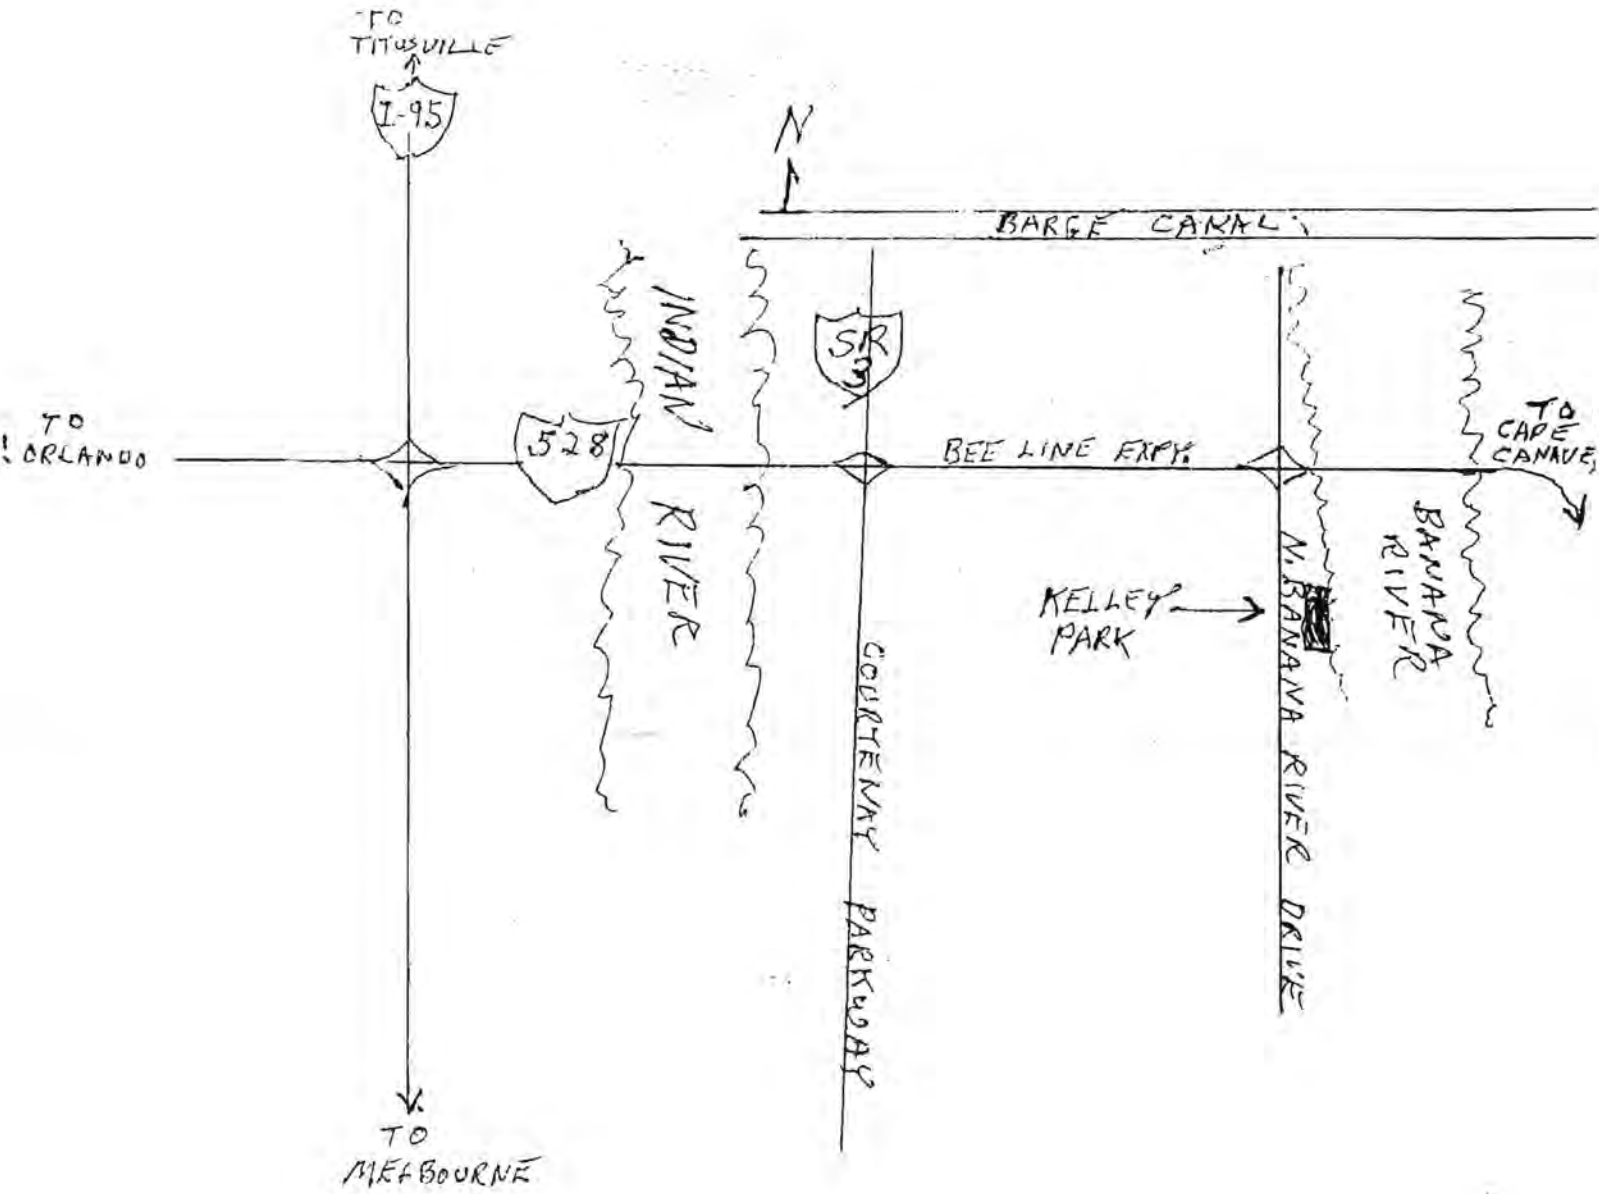 TO
TITUSVILLE
I-95
N
BARGE CANAL
INDIAN RIVER
SR
3
TO
ORLANDO
528
BEE LINE EXPY.
TO
CAPE
CANAVE
KELLEY
PARK
BANANA
RIVER
N. BANANA RIVER DRIVE
COURTENAY PARKWAY
TO
MELBOURNE